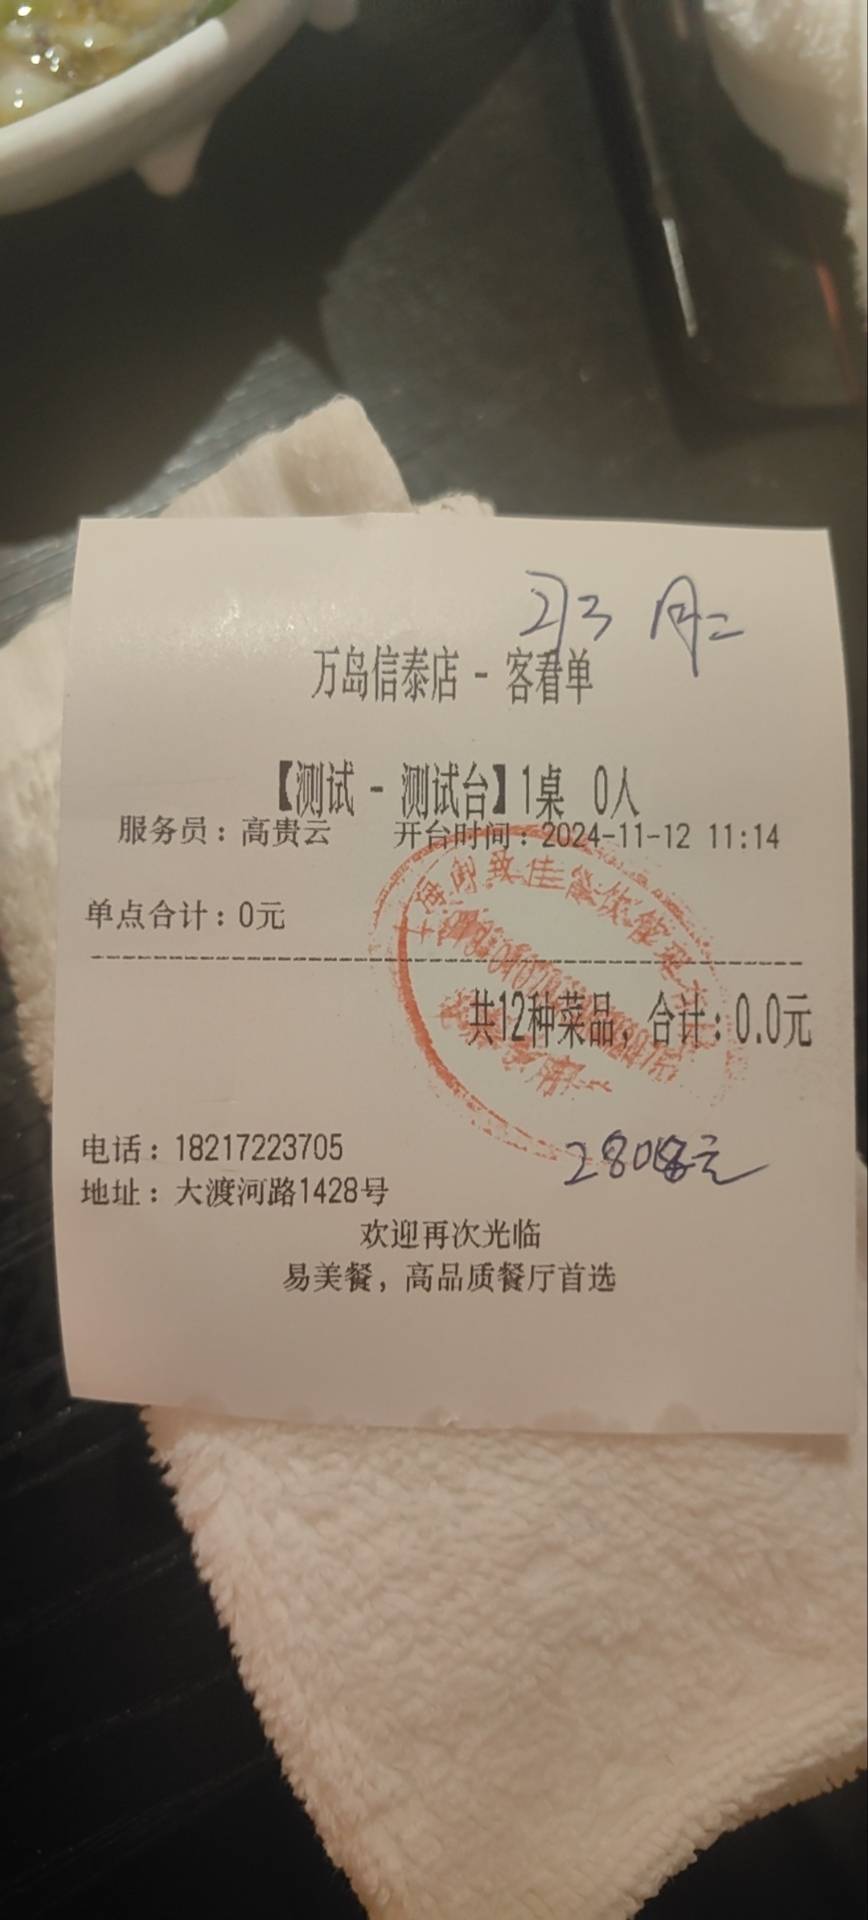 万岛信泰店 - 客看单
【测试 - 测试台】1桌 0人
服务员：高贵云 开台时间：2024-11-12 11:14
单点合计：0元
共12种菜品，合计：0.0元
电话：18217223705
地址：大渡河路1428号
欢迎再次光临
易美餐，高品质餐厅首选